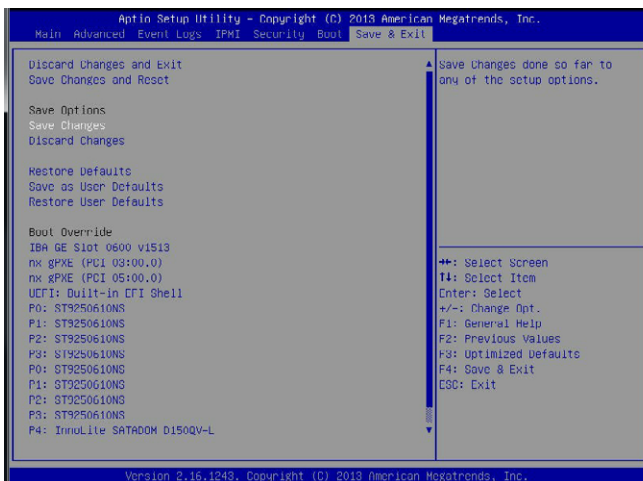 Aptio Setup Utility – Copyright (C) 2013 American Megatrends, Inc.
Main Advanced Event Logs IPMI Security Boot Save & Exit
Discard Changes and Exit
Save Changes and Reset
Save Options
Save Changes
Discard Changes
Restore Defaults
Save as User Defaults
Restore User Defaults
Boot Override
IBA GE Slot 0600 v1513
nx gPXE (PCI 03:00.0)
nx gPXE (PCI 05:00.0)
UEFI: Built-in EFI Shell
P0: ST9250610NS
P1: ST9250610NS
P2: ST9250610NS
P3: ST9250610NS
P0: ST9250610NS
P1: ST9250610NS
P2: ST9250610NS
P3: ST9250610NS
P4: InnoLite SATADOM D150QV-L
Save Changes done so far to
any of the setup options.
→←: Select Screen
↑↓: Select Item
Enter: Select
+/-: Change Opt.
F1: General Help
F2: Previous Values
F3: Optimized Defaults
F4: Save & Exit
ESC: Exit
Version 2.16.1243. Copyright (C) 2013 American Megatrends, Inc.